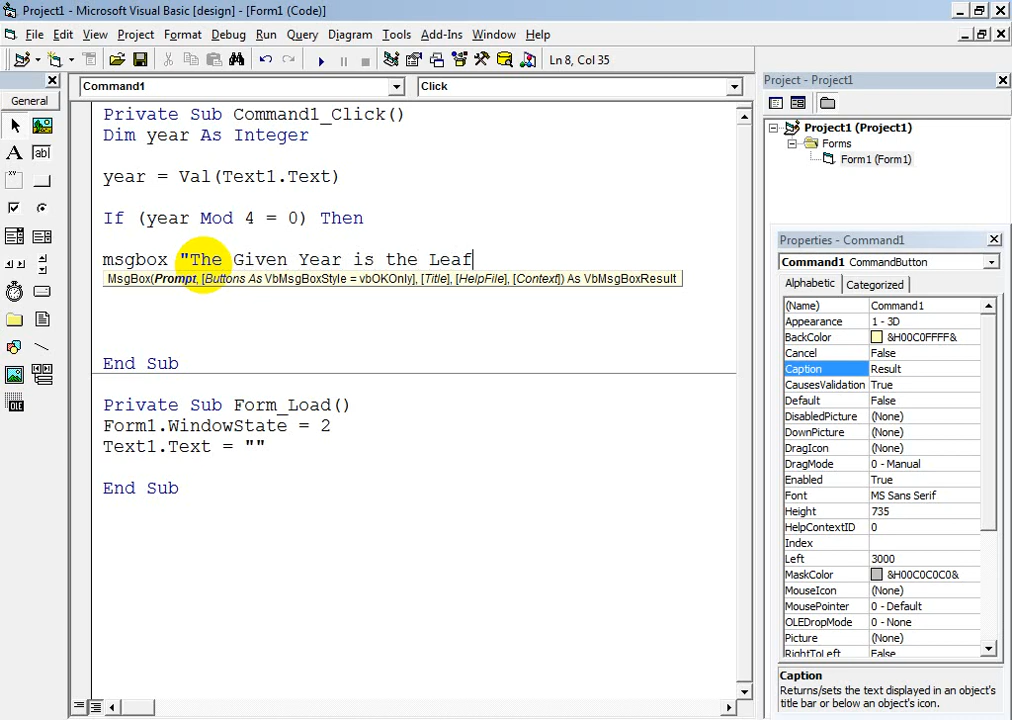 Project1 - Microsoft Visual Basic [design] - [Form1 (Code)]
File Edit View Project Format Debug Run Query Diagram Tools Add-Ins Window Help
Ln 8, Col 35
General
Command1
Click
Private Sub Command1_Click()
Dim year As Integer
year = Val(Text1.Text)
If (year Mod 4 = 0) Then
msgbox "The Given Year is the Leaf
MsgBox(Prompt, [Buttons As VbMsgBoxStyle = vbOKOnly], [Title], [HelpFile], [Context]) As VbMsgBoxResult
End Sub
Private Sub Form_Load()
Form1.WindowState = 2
Text1.Text = ""
End Sub
A
ab|
XY
OLE
Project - Project1
Project1 (Project1)
Forms
Form1 (Form1)
Properties - Command1
Command1 CommandButton
Alphabetic Categorized
(Name) Command1
Appearance 1 - 3D
BackColor &H00C0FFFF&
Cancel False
Caption Result
CausesValidation True
Default False
DisabledPicture (None)
DownPicture (None)
DragIcon (None)
DragMode 0 - Manual
Enabled True
Font MS Sans Serif
Height 735
HelpContextID 0
Index
Left 3000
MaskColor &H00C0C0C0&
MouseIcon (None)
MousePointer 0 - Default
OLEDropMode 0 - None
Picture (None)
RightToLeft False
Caption
Returns/sets the text displayed in an object's
title bar or below an object's icon.